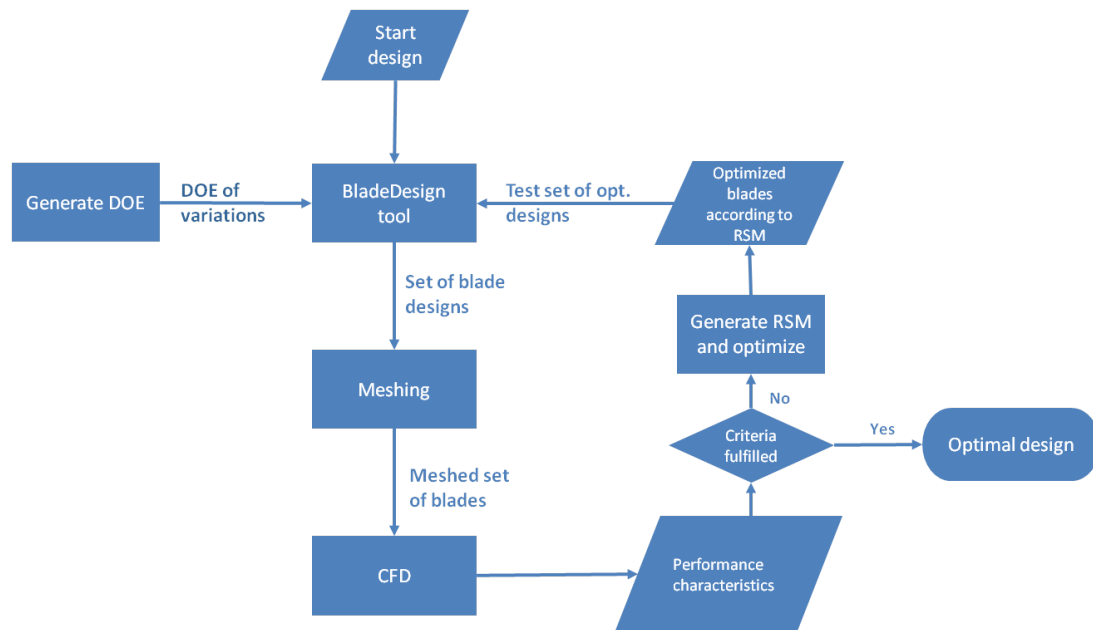 Start
design
Generate DOE
DOE of
variations
BladeDesign
tool
Test set of opt.
designs
Optimized
blades
according to
RSM
Set of blade
designs
Generate RSM
and optimize
Meshing
No
Criteria
fulfilled
Yes
Optimal design
Meshed set
of blades
CFD
Performance
characteristics